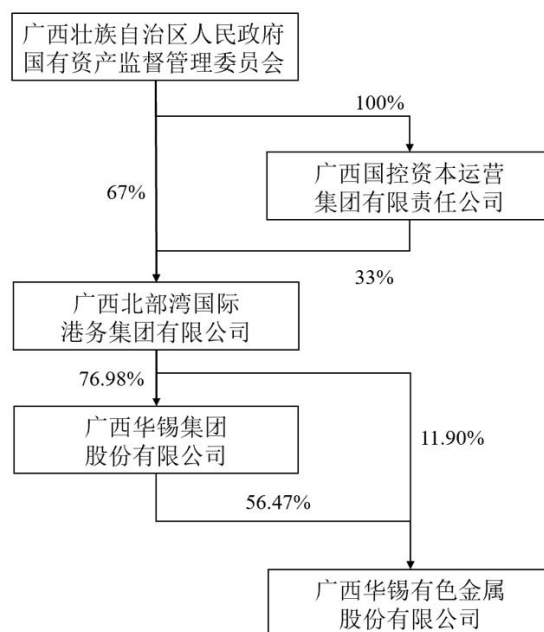 广西壮族自治区人民政府
国有资产监督管理委员会
100%
广西国控资本运营
集团有限责任公司
67%
33%
广西北部湾国际
港务集团有限公司
76.98%
广西华锡集团
股份有限公司
11.90%
56.47%
广西华锡有色金属
股份有限公司